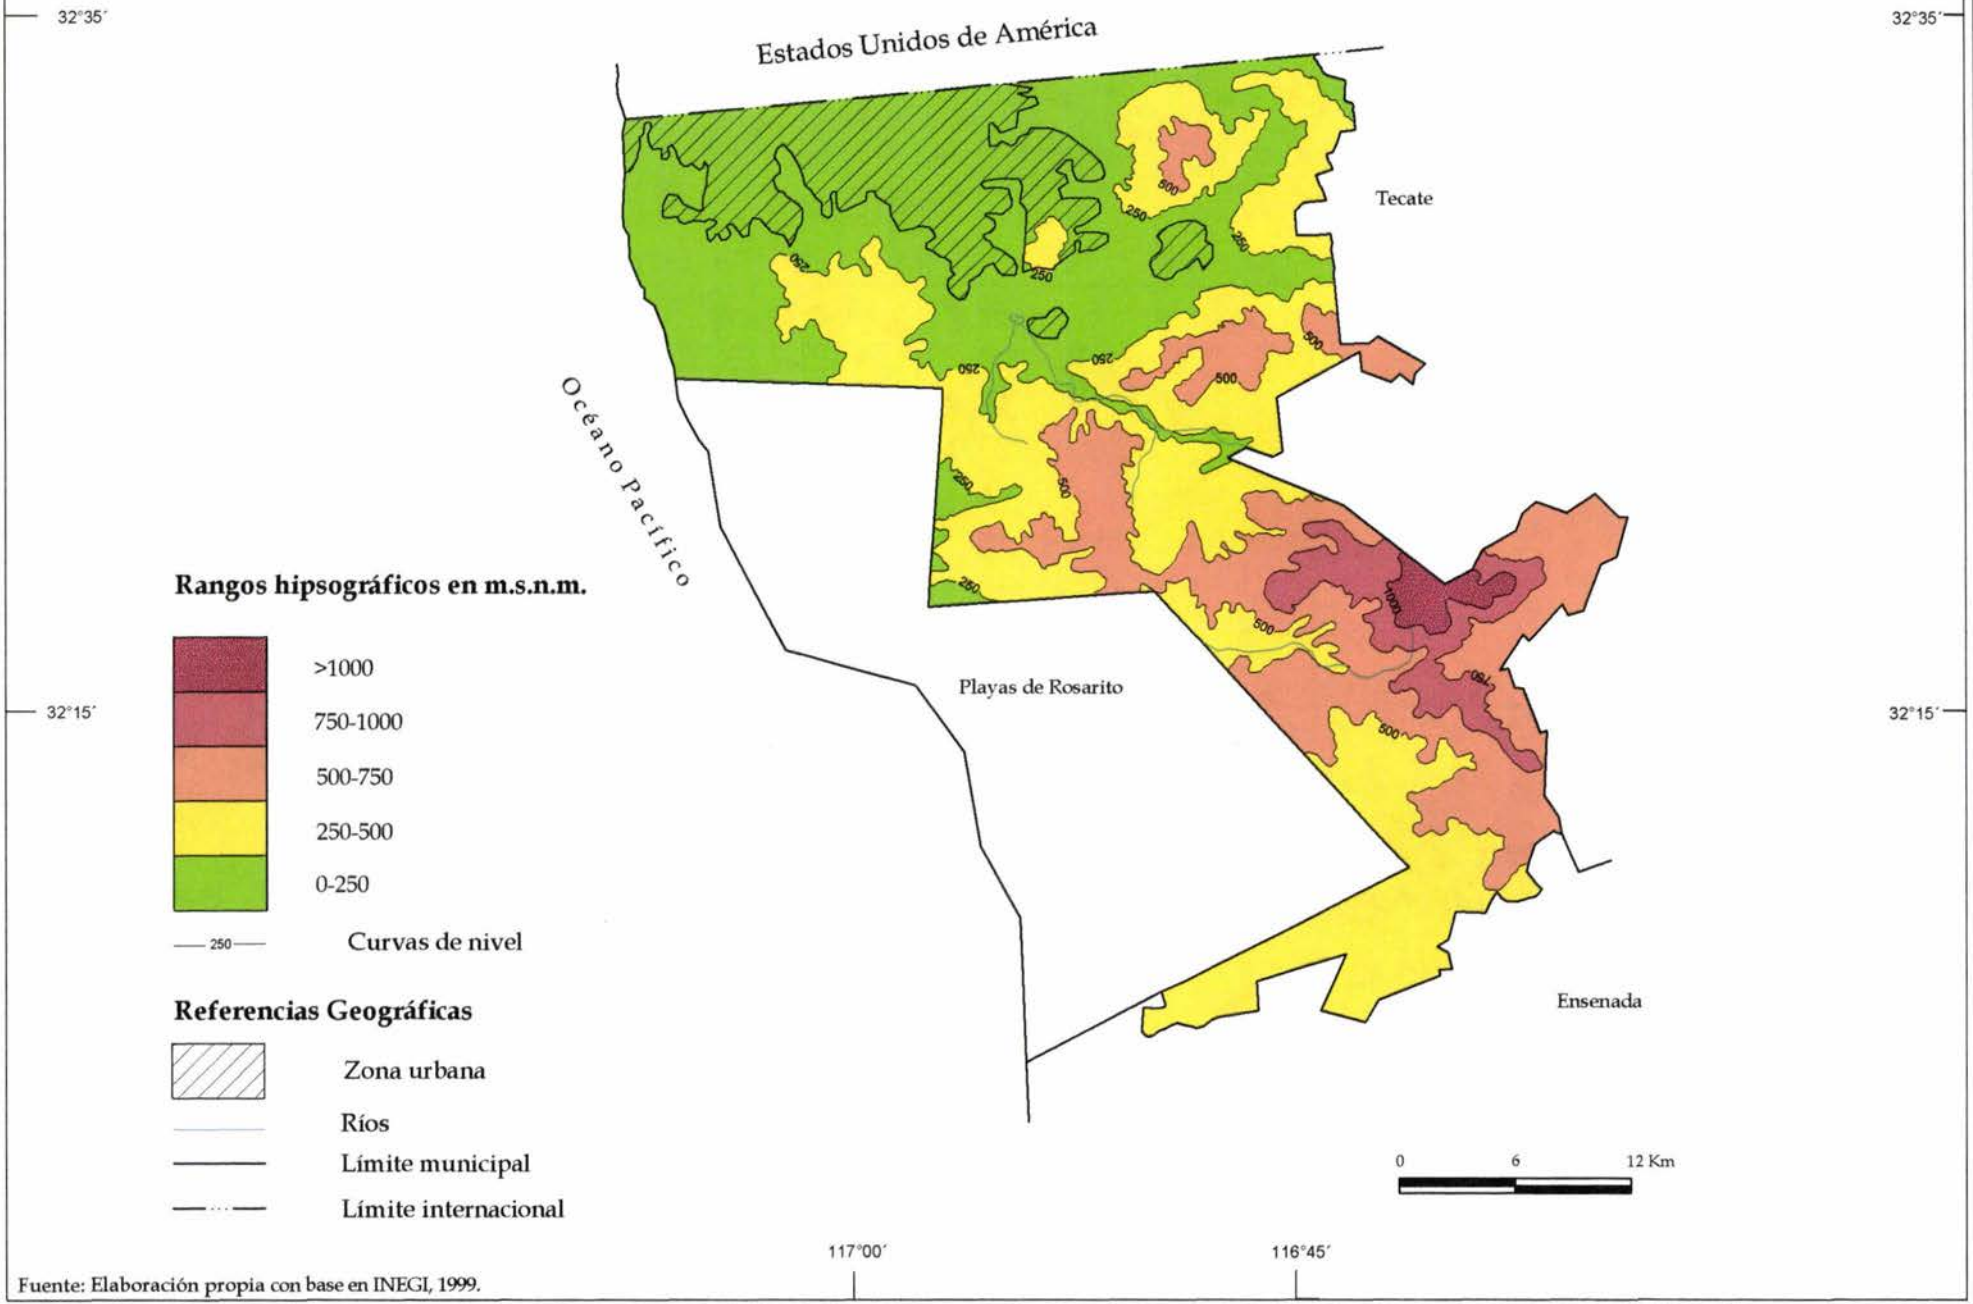 32°35´
32°35´
Estados Unidos de América
Tecate
500
250
250
250
250
500
250
250
500
Océano Pacífico
250
500
250
1000
500
750
500
Rangos hipsográficos en m.s.n.m.
>1000
750-1000
500-750
250-500
0-250
250
Curvas de nivel
Playas de Rosarito
32°15´
32°15´
Referencias Geográficas
Zona urbana
Ríos
Límite municipal
Límite internacional
Ensenada
0 6 12 Km
117°00´
116°45´
Fuente: Elaboración propia con base en INEGI, 1999.